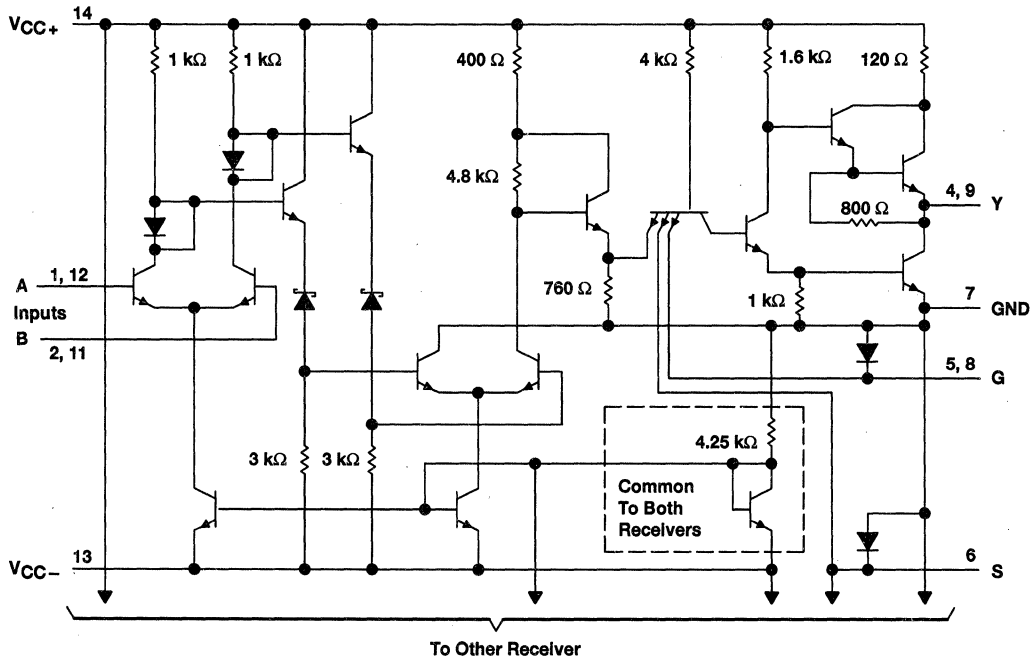 VCC+ 14
1 kΩ 1 kΩ 400 Ω 4 kΩ 1.6 kΩ 120 Ω
4.8 kΩ
4, 9 Y
800 Ω
A 1, 12
Inputs
B 2, 11
760 Ω
1 kΩ
7 GND
5, 8 G
3 kΩ 3 kΩ
4.25 kΩ
Common
To Both
Receivers
VCC− 13
6 S
To Other Receiver